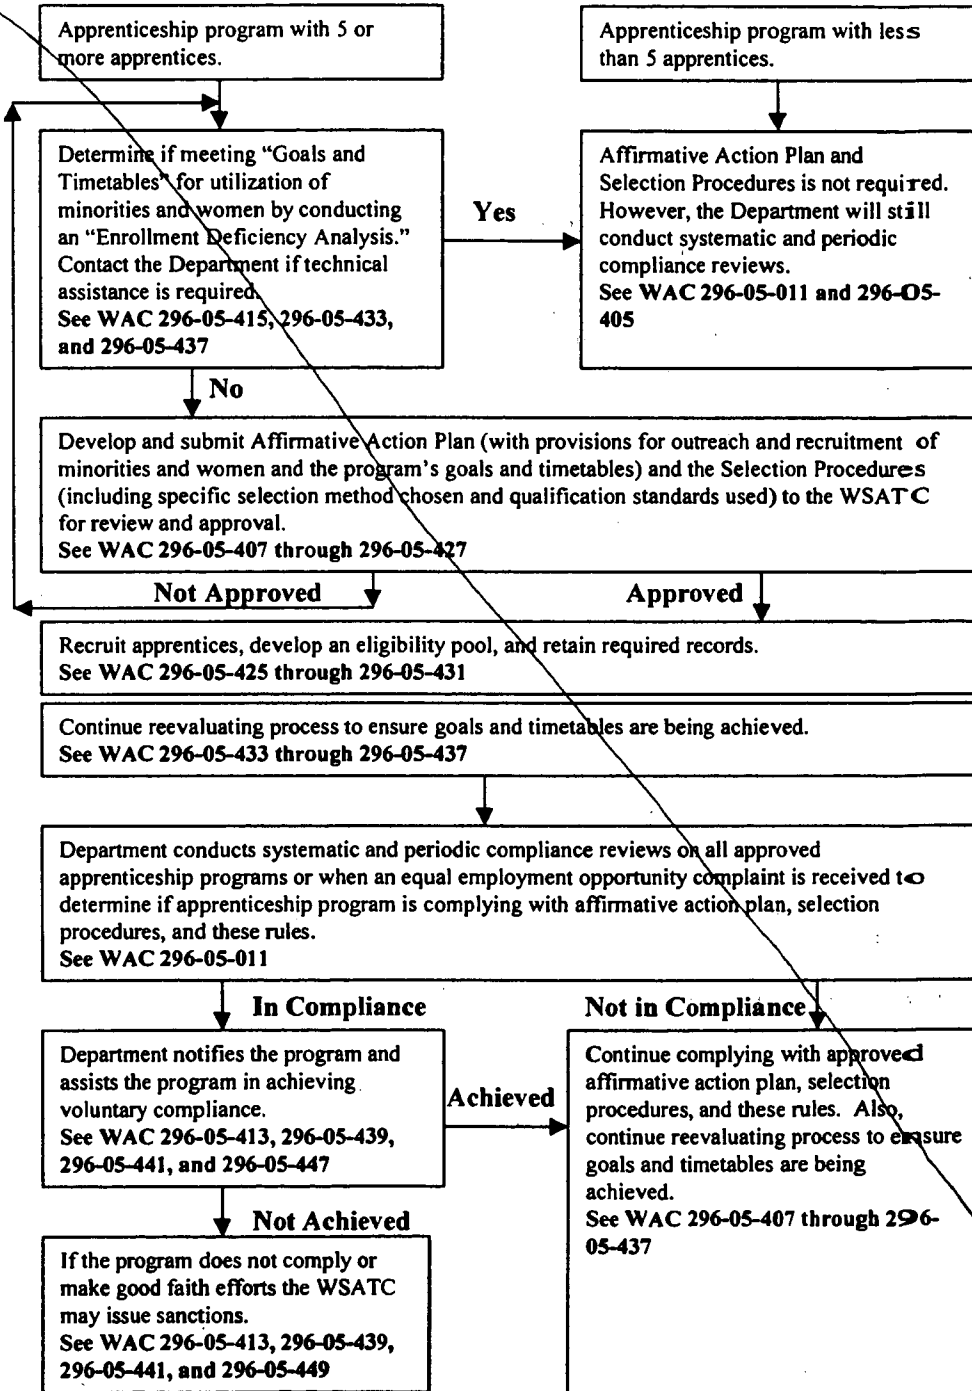 Apprenticeship program with 5 or
more apprentices.
Apprenticeship program with less
than 5 apprentices.
Determine if meeting “Goals and
Timetables” for utilization of
minorities and women by conducting
an “Enrollment Deficiency Analysis.”
Contact the Department if technical
assistance is required.
See WAC 296-05-415, 296-05-433,
and 296-05-437
Yes
Affirmative Action Plan and
Selection Procedures is not required.
However, the Department will still
conduct systematic and periodic
compliance reviews.
See WAC 296-05-011 and 296-05-
405
No
Develop and submit Affirmative Action Plan (with provisions for outreach and recruitment of
minorities and women and the program’s goals and timetables) and the Selection Procedures
(including specific selection method chosen and qualification standards used) to the WSATC
for review and approval.
See WAC 296-05-407 through 296-05-427
Not Approved
Approved
Recruit apprentices, develop an eligibility pool, and retain required records.
See WAC 296-05-425 through 296-05-431
Continue reevaluating process to ensure goals and timetables are being achieved.
See WAC 296-05-433 through 296-05-437
Department conducts systematic and periodic compliance reviews on all approved
apprenticeship programs or when an equal employment opportunity complaint is received to
determine if apprenticeship program is complying with affirmative action plan, selection
procedures, and these rules.
See WAC 296-05-011
In Compliance
Not in Compliance
Department notifies the program and
assists the program in achieving
voluntary compliance.
See WAC 296-05-413, 296-05-439,
296-05-441, and 296-05-447
Achieved
Continue complying with approved
affirmative action plan, selection
procedures, and these rules. Also,
continue reevaluating process to ensure
goals and timetables are being
achieved.
See WAC 296-05-407 through 296-
05-437
Not Achieved
If the program does not comply or
make good faith efforts the WSATC
may issue sanctions.
See WAC 296-05-413, 296-05-439,
296-05-441, and 296-05-449